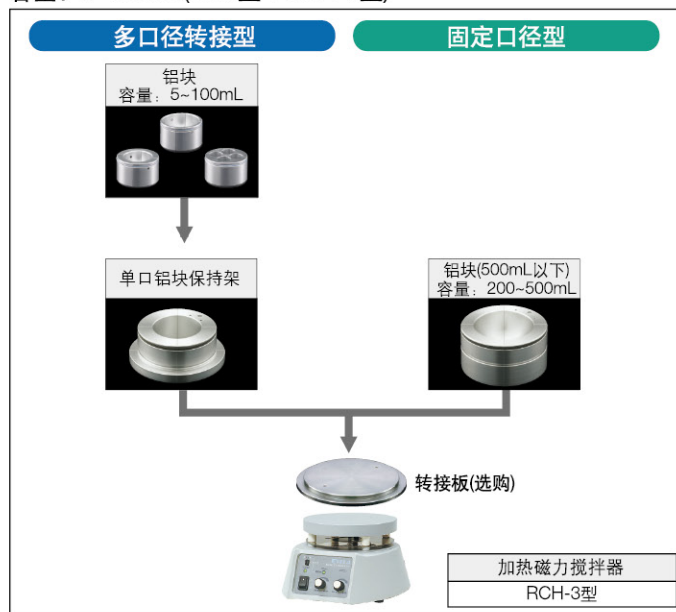 多口径转接型
固定口径型
铝块
容量：5~100mL
单口铝块保持架
铝块(500mL以下)
容量：200~500mL
转接板(选购)
加热磁力搅拌器
RCH-3型